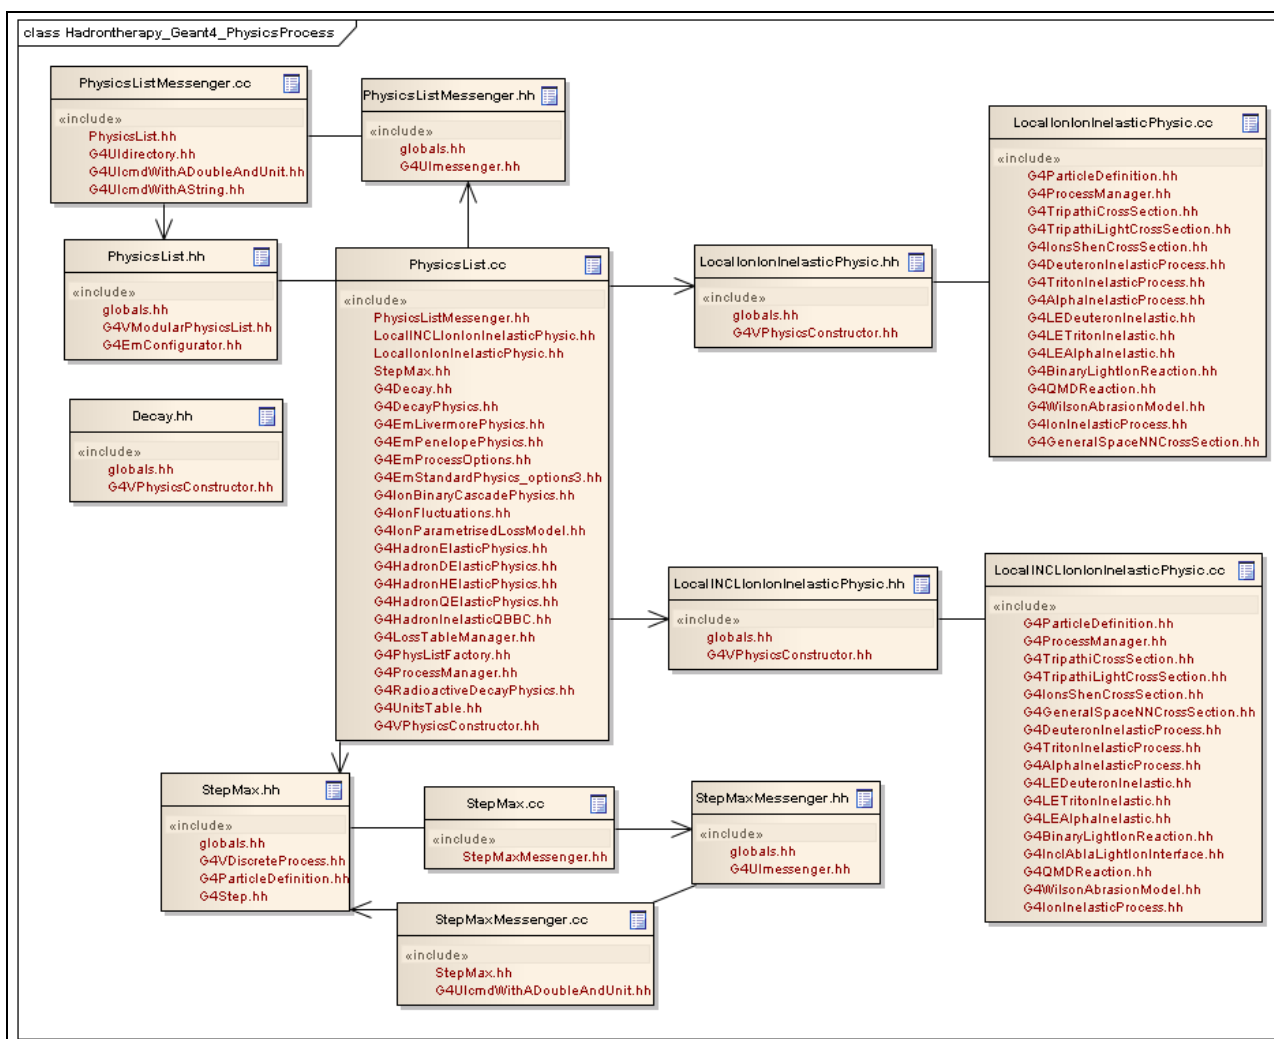 class Hadrontherapy_Geant4_PhysicsProcess
PhysicsListMessenger.cc
«include»
PhysicsList.hh
G4UIdirectory.hh
G4UIcmdWithADoubleAndUnit.hh
G4UIcmdWithAString.hh
PhysicsListMessenger.hh
«include»
globals.hh
G4UImessenger.hh
LocalIonIonInelasticPhysic.cc
«include»
G4ParticleDefinition.hh
G4ProcessManager.hh
G4TripathiCrossSection.hh
G4TripathiLightCrossSection.hh
G4IonsShenCrossSection.hh
G4DeuteronInelasticProcess.hh
G4TritonInelasticProcess.hh
G4AlphaInelasticProcess.hh
G4LEDeuteronInelastic.hh
G4LETritonInelastic.hh
G4LEAlphaInelastic.hh
G4BinaryLightIonReaction.hh
G4QMDReaction.hh
G4WilsonAbrasionModel.hh
G4IonInelasticProcess.hh
G4GeneralSpaceNNCrossSection.hh
PhysicsList.hh
«include»
globals.hh
G4VModularPhysicsList.hh
G4EmConfigurator.hh
PhysicsList.cc
«include»
PhysicsListMessenger.hh
LocalINCLIonIonInelasticPhysic.hh
LocalIonIonInelasticPhysic.hh
StepMax.hh
G4Decay.hh
G4DecayPhysics.hh
G4EmLivermorePhysics.hh
G4EmPenelopePhysics.hh
G4EmProcessOptions.hh
G4EmStandardPhysics_options3.hh
G4IonBinaryCascadePhysics.hh
G4IonFluctuations.hh
G4IonParametrisedLossModel.hh
G4HadronElasticPhysics.hh
G4HadronDElasticPhysics.hh
G4HadronHElasticPhysics.hh
G4HadronQElasticPhysics.hh
G4HadronInelasticQBBC.hh
G4LossTableManager.hh
G4PhysListFactory.hh
G4ProcessManager.hh
G4RadioactiveDecayPhysics.hh
G4UnitsTable.hh
G4VPhysicsConstructor.hh
LocalIonIonInelasticPhysic.hh
«include»
globals.hh
G4VPhysicsConstructor.hh
Decay.hh
«include»
globals.hh
G4VPhysicsConstructor.hh
LocalINCLIonIonInelasticPhysic.hh
«include»
globals.hh
G4VPhysicsConstructor.hh
LocalINCLIonIonInelasticPhysic.cc
«include»
G4ParticleDefinition.hh
G4ProcessManager.hh
G4TripathiCrossSection.hh
G4TripathiLightCrossSection.hh
G4IonsShenCrossSection.hh
G4GeneralSpaceNNCrossSection.hh
G4DeuteronInelasticProcess.hh
G4TritonInelasticProcess.hh
G4AlphaInelasticProcess.hh
G4LEDeuteronInelastic.hh
G4LETritonInelastic.hh
G4LEAlphaInelastic.hh
G4BinaryLightIonReaction.hh
G4InclAblaLightIonInterface.hh
G4QMDReaction.hh
G4WilsonAbrasionModel.hh
G4IonInelasticProcess.hh
StepMax.hh
«include»
globals.hh
G4VDiscreteProcess.hh
G4ParticleDefinition.hh
G4Step.hh
StepMax.cc
«include»
StepMaxMessenger.hh
StepMaxMessenger.hh
«include»
globals.hh
G4UImessenger.hh
StepMaxMessenger.cc
«include»
StepMax.hh
G4UIcmdWithADoubleAndUnit.hh